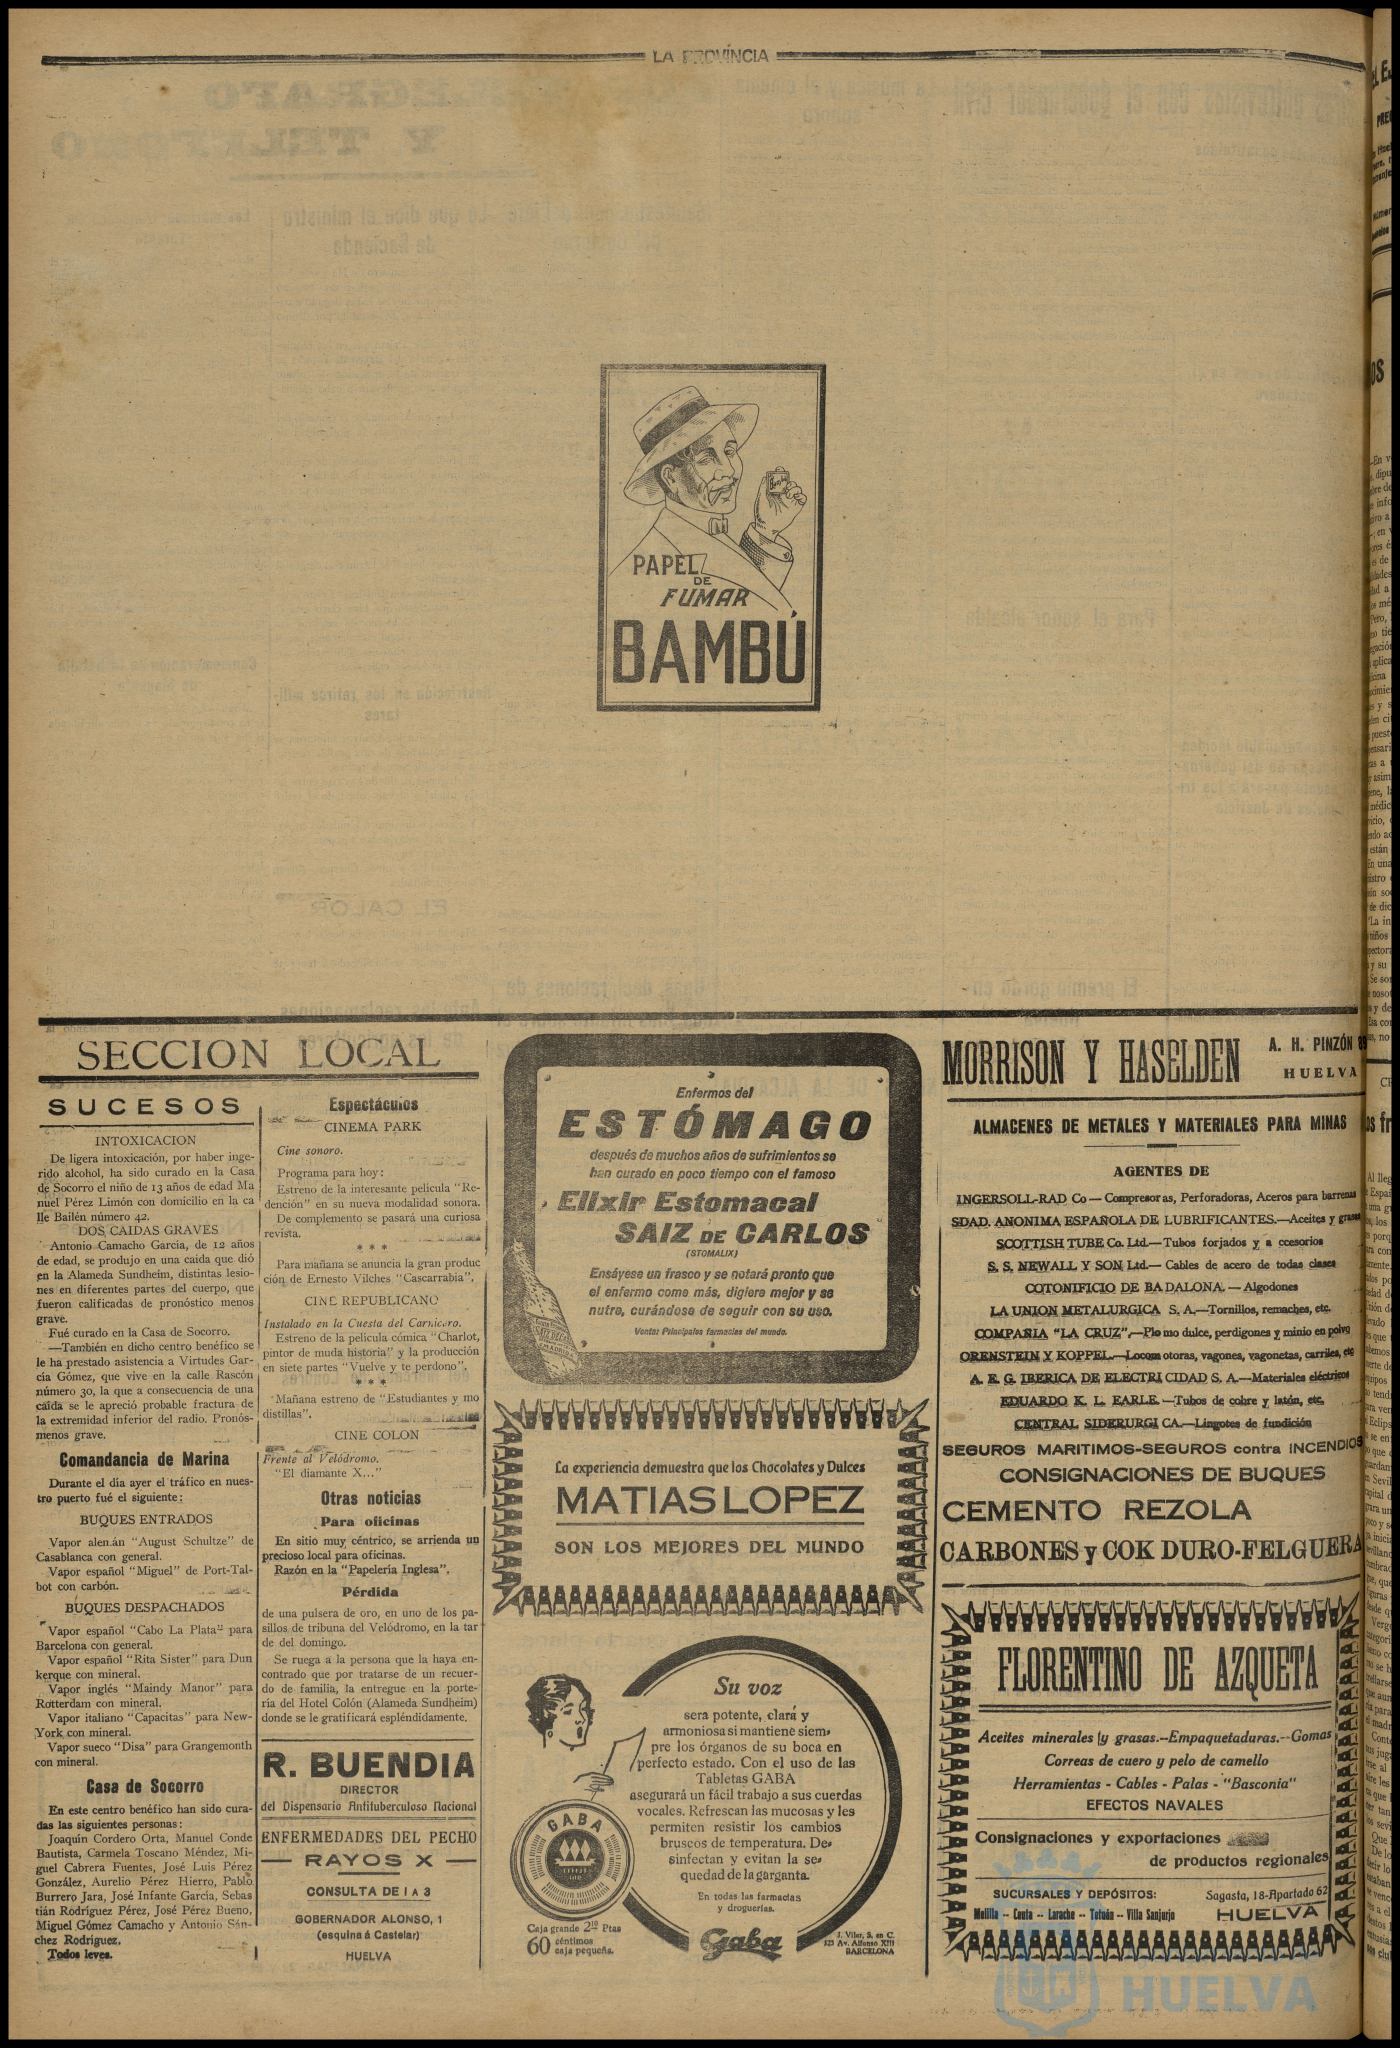 LA PROVINCIA
Bambú
PAPEL
DE
FUMAR
BAMBÚ
SECCION LOCAL
SUCESOS
INTOXICACION
De ligera intoxicación, por haber inge-
rido alcohol, ha sido curado en la Casa
de Socorro el niño de 13 años de edad Ma
nuel Pérez Limón con domicilio en la ca
lle Bailén número 42.
DOS CAIDAS GRAVES
Antonio Camacho Garcia, de 12 años
de edad, se produjo en una caida que dió
en la Alameda Sundheim, distintas lesio-
nes en diferentes partes del cuerpo, que
fueron calificadas de pronóstico menos
grave.
Fué curado en la Casa de Socorro.
—También en dicho centro benéfico se
le ha prestado asistencia a Virtudes Gar-
cía Gómez, que vive en la calle Rascón
número 30, la que a consecuencia de una
caída se le apreció probable fractura de
la extremidad inferior del radio. Pronós-
menos grave.
Comandancia de Marina
Durante el día ayer el tráfico en nues-
tro puerto fué el siguiente:
BUQUES ENTRADOS
Vapor alemán "August Schultze" de
Casablanca con general.
Vapor español "Miguel" de Port-Tal-
bot con carbón.
BUQUES DESPACHADOS
Vapor español "Cabo La Plata" para
Barcelona con general.
Vapor español "Rita Sister" para Dun
kerque con mineral.
Vapor inglés "Maindy Manor" para
Rotterdam con mineral.
Vapor italiano "Capacitas" para New-
York con mineral.
Vapor sueco "Disa" para Grangemonth
con mineral.
Casa de Socorro
En este centro benéfico han sido cura-
das las siguientes personas:
Joaquín Cordero Orta, Manuel Conde
Bautista, Carmela Toscano Méndez, Mi-
guel Cabrera Fuentes, José Luis Pérez
González, Aurelio Pérez Hierro, Pablo
Burrero Jara, José Infante García, Sebas
tián Rodríguez Pérez, José Pérez Bueno,
Miguel Gómez Camacho y Antonio Sán-
chez Rodríguez.
Todos leves.
Espectáculos
CINEMA PARK
Cine sonoro.
Programa para hoy:
Estreno de la interesante pelicula "Re-
dención" en su nueva modalidad sonora.
De complemento se pasará una curiosa
revista.
* * *
Para mañana se anuncia la gran produc
ción de Ernesto Vilches "Cascarrabia".
CINE REPUBLICANO
Instalado en la Cuesta del Carnicero.
Estreno de la pelicula cómica "Charlot,
pintor de muda historia" y la producción
en siete partes "Vuelve y te perdono".
* * *
Mañana estreno de "Estudiantes y mo
distillas".
CINE COLON
Frente al Velódromo.
"El diamante X..."
Otras noticias
Para oficinas
En sitio muy céntrico, se arrienda un
precioso local para oficinas.
Razón en la "Papelería Inglesa".
Pérdida
de una pulsera de oro, en uno de los pa-
sillos de tribuna del Velódromo, en la tar
de del domingo.
Se ruega a la persona que la haya en-
contrado que por tratarse de un recuer-
do de familia, la entregue en la porte-
ría del Hotel Colón (Alameda Sundheim)
donde se le gratificará espléndidamente.
R. BUENDIA
DIRECTOR
del Dispensario Antituberculoso Nacional
ENFERMEDADES DEL PECHO
— RAYOS X —
CONSULTA DE 1 A 3
GOBERNADOR ALONSO, 1
(esquina á Castelar)
HUELVA
Enfermos del
ESTÓMAGO
después de muchos años de sufrimientos se
han curado en poco tiempo con el famoso
Elixir Estomacal
SAIZ DE CARLOS
(STOMALIX)
Ensáyese un frasco y se notará pronto que
el enfermo come más, digiere mejor y se
nutre, curándose de seguir con su uso.
Venta: Principales farmacias del mundo.
La experiencia demuestra que los Chocolates y Dulces
MATIAS LOPEZ
SON LOS MEJORES DEL MUNDO
Su voz
sera potente, clara y
armoniosa si mantiene siem-
pre los órganos de su boca en
perfecto estado. Con el uso de las
Tabletas GABA
asegurará un fácil trabajo a sus cuerdas
vocales. Refrescan las mucosas y les
permiten resistir los cambios
bruscos de temperatura. De-
sinfectan y evitan la se-
quedad de la garganta.
En todas las farmacias
y droguerías.
GABA
Caja grande 2¹⁰ Ptas
60 céntimos
caja pequeña.
Gaba
J. Vilar, S. en C.
323 Av. Alfonso XIII
BARCELONA
MORRISON Y HASELDEN
A. H. PINZÓN
HUELVA
ALMACENES DE METALES Y MATERIALES PARA MINAS
AGENTES DE
INGERSOLL-RAD Co — Compresoras, Perforadoras, Aceros para barrenas
SDAD. ANONIMA ESPAÑOLA DE LUBRIFICANTES.—Aceites y grasas
SCOTTISH TUBE Co. Ltd.—Tubos forjados y a ccesorios
S. S. NEWALL Y SON Ltd.— Cables de acero de todas clases
COTONIFICIO DE BADALONA.— Algodones
LA UNION METALURGICA S. A.—Tornillos, remaches, etc.
COMPAÑIA "LA CRUZ".—Plo mo dulce, perdigones y minio en polvo
ORENSTEIN Y KOPPEL.—Locom otoras, vagones, vagonetas, carriles, etc
A. E. G. IBERICA DE ELECTRI CIDAD S. A.—Materiales eléctricos
EDUARDO K. L. EARLE.—Tubos de cobre y latón, etc.
CENTRAL SIDERURGI CA.—Lingotes de fundición
SEGUROS MARITIMOS-SEGUROS contra INCENDIOS
CONSIGNACIONES DE BUQUES
CEMENTO REZOLA
CARBONES y COK DURO-FELGUERA
FLORENTINO DE AZQUETA
Aceites minerales y grasas.--Empaquetaduras.--Gomas
Correas de cuero y pelo de camello
Herramientas - Cables - Palas - "Basconia"
EFECTOS NAVALES
Consignaciones y exportaciones
de productos regionales
SUCURSALES Y DEPÓSITOS:
Melilla -- Ceuta -- Larache -- Tetuán -- Villa Sanjurjo
Sagasta, 18-Apartado 62
HUELVA
HUELVA